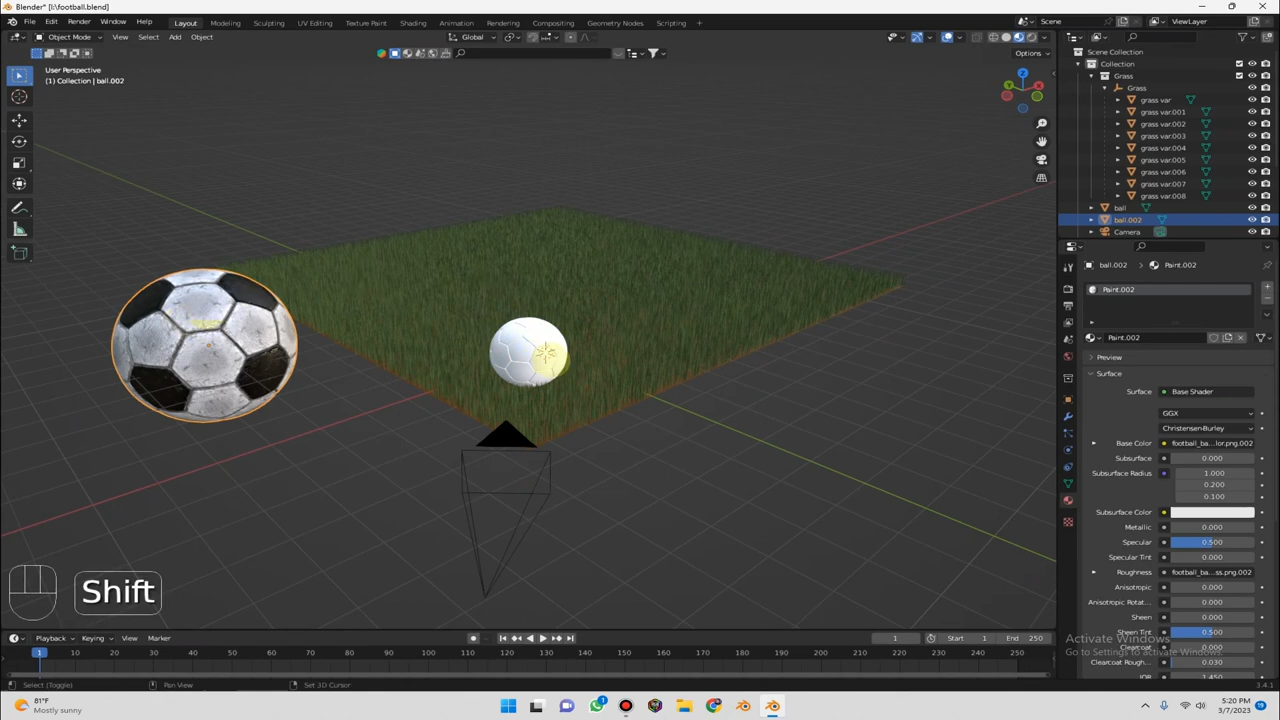 Blender* [I:\football.blend]
File Edit Render Window Help Layout Modeling Sculpting UV Editing Texture Paint Shading Animation Rendering Compositing Geometry Nodes Scripting + Scene ViewLayer
Object Mode View Select Add Object Global
Options
User Perspective
(1) Collection | ball.002
Z
Y
X
Scene Collection
Collection
Grass
Grass
grass var
grass var.001
grass var.002
grass var.003
grass var.004
grass var.005
grass var.006
grass var.007
grass var.008
ball
ball.002
Camera
ball.002 > Paint.002
Paint.002
Paint.002
Preview
Surface
Surface Base Shader
GGX
Christensen-Burley
Base Color football_ba...lor.png.002
Subsurface 0.000
Subsurface Radius 1.000
0.200
0.100
Subsurface Color
Metallic 0.000
Specular 0.500
Specular Tint 0.000
Roughness football_ba...ss.png.002
Anisotropic 0.000
Anisotropic Rotat... 0.000
Sheen 0.000
Sheen Tint 0.500
Clearcoat 0.000
Clearcoat Rough... 0.030
IOR 1.450
Activate Windows
Go to Settings to activate Windows.
Shift
Playback Keying View Marker 1 Start 1 End 250
1 10 20 30 40 50 60 70 80 90 100 110 120 130 140 150 160 170 180 190 200 210 220 230 240 250
Select (Toggle) Pan View Set 3D Cursor 3.4.1
81°F
Mostly sunny
1
5:20 PM
3/7/2023
19